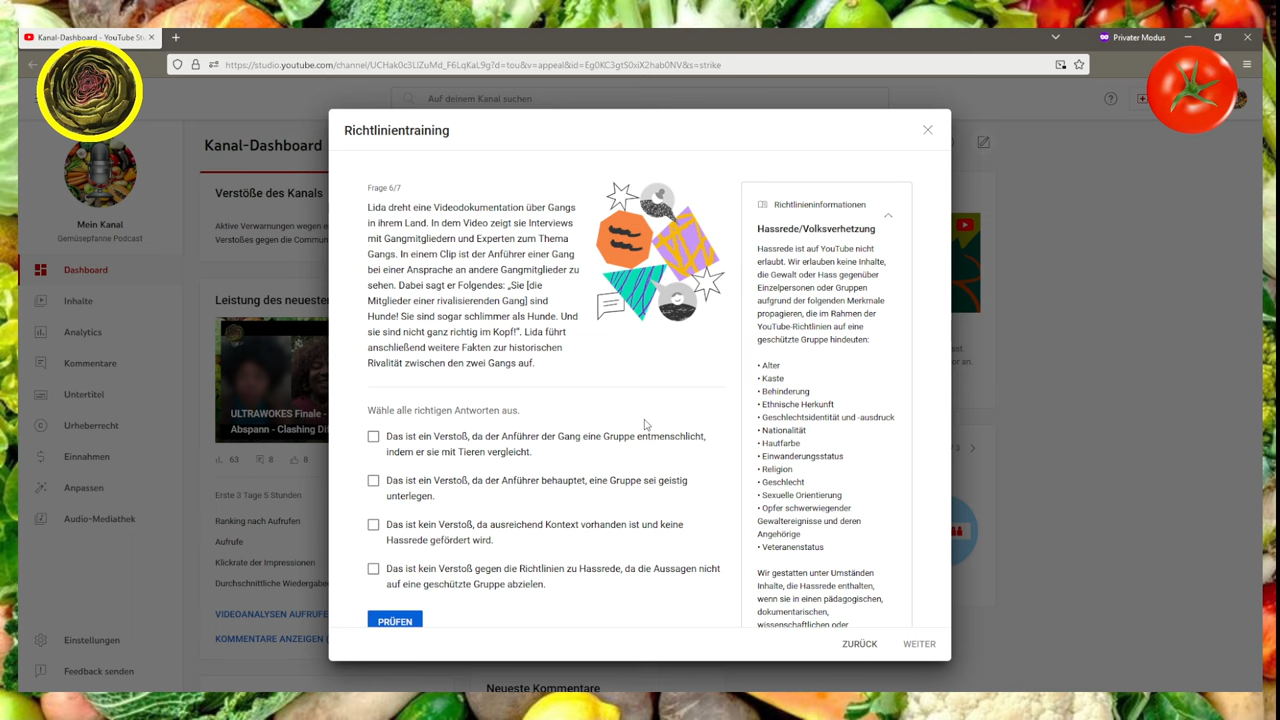 Kanal-Dashboard - YouTube St
Privater Modus
https://studio.youtube.com/channel/UCHak0c3LIZuMd_F6LqKaL9g?d=tou&v=appeal&id=Eg0KC3gtS0xiX2hab0NV&s=strike
Auf deinem Kanal suchen
Mein Kanal
Gemüsepfanne Podcast
Dashboard
Inhalte
Analytics
Kommentare
Untertitel
Urheberrecht
Einnahmen
Anpassen
Audio-Mediathek
Einstellungen
Feedback senden
Kanal-Dashboard
Verstöße des Kanals
Aktive Verwarnungen wegen e
Verstoßes gegen die Commun
Leistung des neuesten
ULTRAWOKES Finale -
Abspann - Clashing Di
63
8
8
Erste 3 Tage 5 Stunden
Ranking nach Aufrufen
Aufrufe
Klickrate der Impressionen
Durchschnittliche Wiedergabe
VIDEOANALYSEN AUFRUFE
KOMMENTARE ANZEIGEN (
Richtlinientraining
Frage 6/7
Lida dreht eine Videodokumentation über Gangs
in ihrem Land. In dem Video zeigt sie Interviews
mit Gangmitgliedern und Experten zum Thema
Gangs. In einem Clip ist der Anführer einer Gang
bei einer Ansprache an andere Gangmitglieder zu
sehen. Dabei sagt er Folgendes: „Sie [die
Mitglieder einer rivalisierenden Gang] sind
Hunde! Sie sind sogar schlimmer als Hunde. Und
sie sind nicht ganz richtig im Kopf!". Lida führt
anschließend weitere Fakten zur historischen
Rivalität zwischen den zwei Gangs auf.
Wähle alle richtigen Antworten aus.
Das ist ein Verstoß, da der Anführer der Gang eine Gruppe entmenschlicht,
indem er sie mit Tieren vergleicht.
Das ist ein Verstoß, da der Anführer behauptet, eine Gruppe sei geistig
unterlegen.
Das ist kein Verstoß, da ausreichend Kontext vorhanden ist und keine
Hassrede gefördert wird.
Das ist kein Verstoß gegen die Richtlinien zu Hassrede, da die Aussagen nicht
auf eine geschützte Gruppe abzielen.
PRÜFEN
Richtlinieninformationen
Hassrede/Volksverhetzung
Hassrede ist auf YouTube nicht
erlaubt. Wir erlauben keine Inhalte,
die Gewalt oder Hass gegenüber
Einzelpersonen oder Gruppen
aufgrund der folgenden Merkmale
propagieren, die im Rahmen der
YouTube-Richtlinien auf eine
geschützte Gruppe hindeuten:
• Alter
• Kaste
• Behinderung
• Ethnische Herkunft
• Geschlechtsidentität und -ausdruck
• Nationalität
• Hautfarbe
• Einwanderungsstatus
• Religion
• Geschlecht
• Sexuelle Orientierung
• Opfer schwerwiegender
Gewaltereignisse und deren
Angehörige
• Veteranenstatus
Wir gestatten unter Umständen
Inhalte, die Hassrede enthalten,
wenn sie in einen pädagogischen,
dokumentarischen,
wissenschaftlichen oder
ZURÜCK
WEITER
Neueste Kommentare
sst.
or an.
/ 3